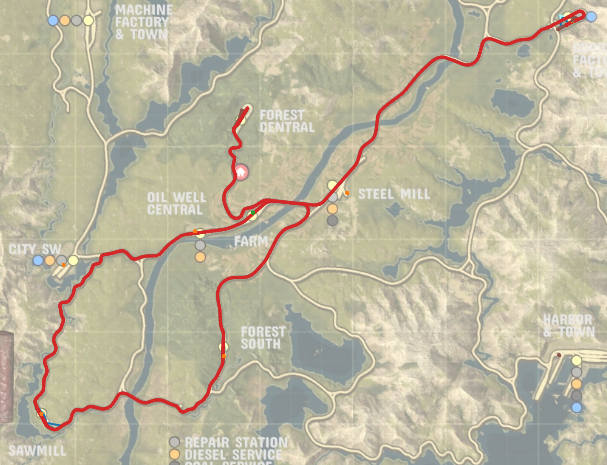 MACHINE
FACTORY
& TOWN
FOREST
CENTRAL
OIL WELL
CENTRAL
STEEL MILL
FARM
CITY SW
FOREST
SOUTH
HARBOR
& TOWN
SAWMILL
REPAIR STATION
DIESEL SERVICE